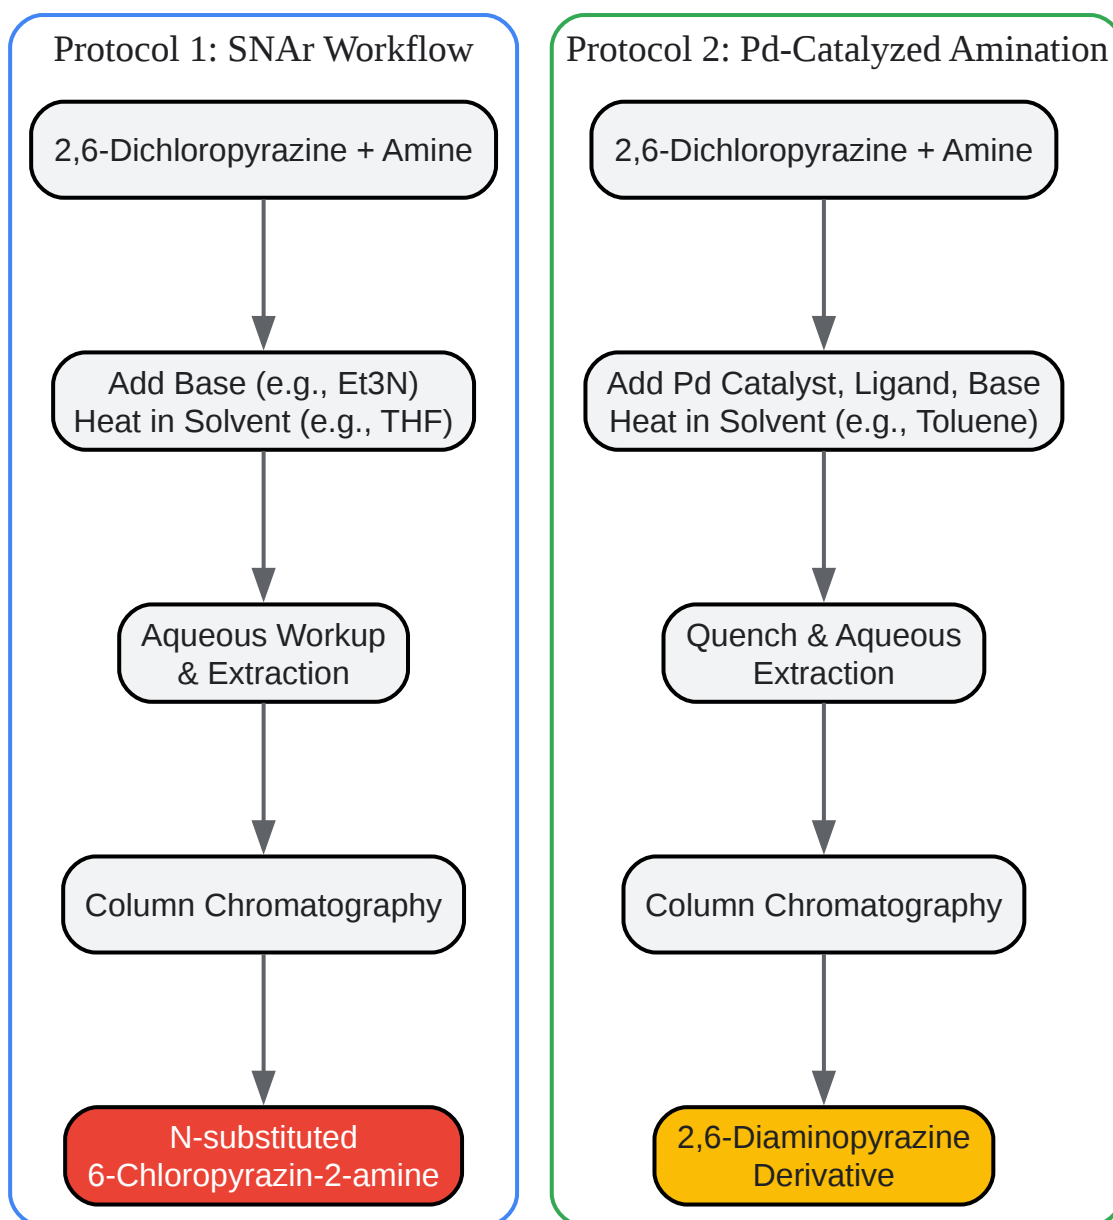 Protocol 1: SNAr Workflow
2,6-Dichloropyrazine + Amine
Add Base (e.g., Et3N)
Heat in Solvent (e.g., THF)
Aqueous Workup
& Extraction
Column Chromatography
N-substituted
6-Chloropyrazin-2-amine
Protocol 2: Pd-Catalyzed Amination
2,6-Dichloropyrazine + Amine
Add Pd Catalyst, Ligand, Base
Heat in Solvent (e.g., Toluene)
Quench & Aqueous
Extraction
Column Chromatography
2,6-Diaminopyrazine
Derivative